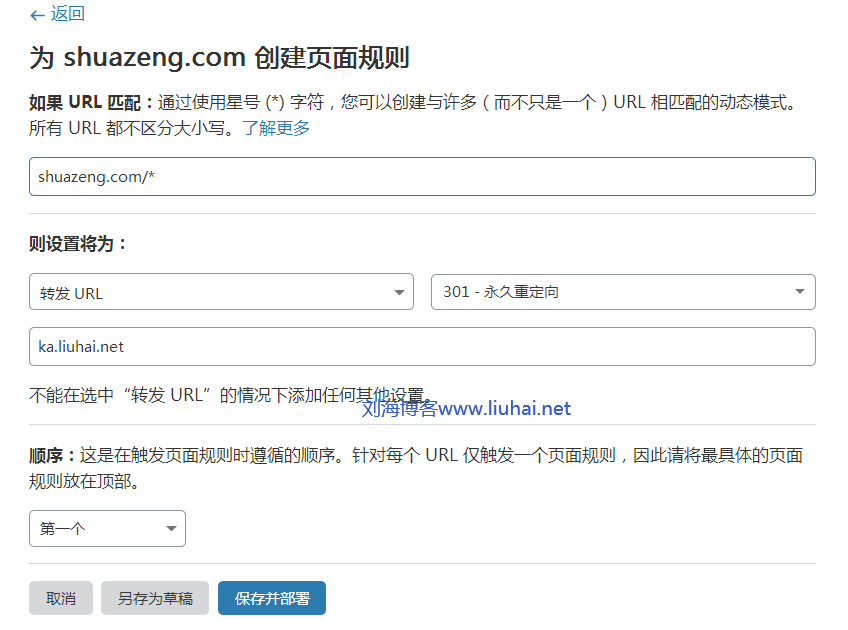 ← 返回
为 shuazeng.com 创建页面规则
如果 URL 匹配：通过使用星号 (*) 字符，您可以创建与许多（而不只是一个）URL 相匹配的动态模式。
所有 URL 都不区分大小写。了解更多
shuazeng.com/*
则设置将为：
转发 URL
301 - 永久重定向
ka.liuhai.net
不能在选中“转发 URL”的情况下添加任何其他设置。
刘海博客www.liuhai.net
顺序：这是在触发页面规则时遵循的顺序。针对每个 URL 仅触发一个页面规则，因此请将最具体的页面
规则放在顶部。
第一个
取消 另存为草稿 保存并部署